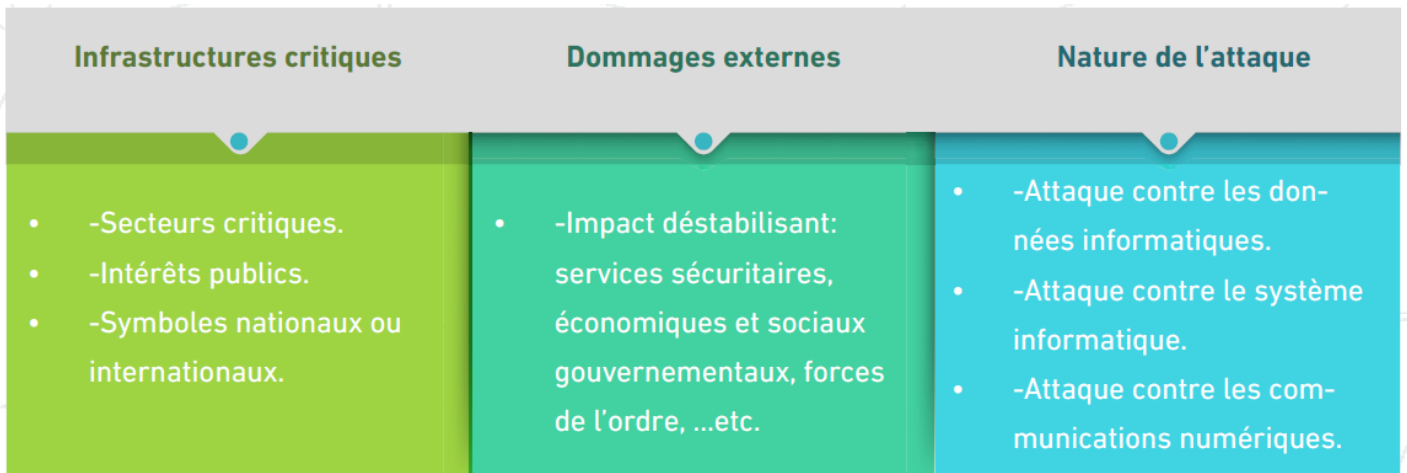 Infrastructures critiques
Dommages externes
Nature de l’attaque
• -Secteurs critiques.
• -Intérêts publics.
• -Symboles nationaux ou
internationaux.
• -Impact déstabilisant:
services sécuritaires,
économiques et sociaux
gouvernementaux, forces
de l’ordre, ...etc.
• -Attaque contre les don-
nées informatiques.
• -Attaque contre le système
informatique.
• -Attaque contre les com-
munications numériques.